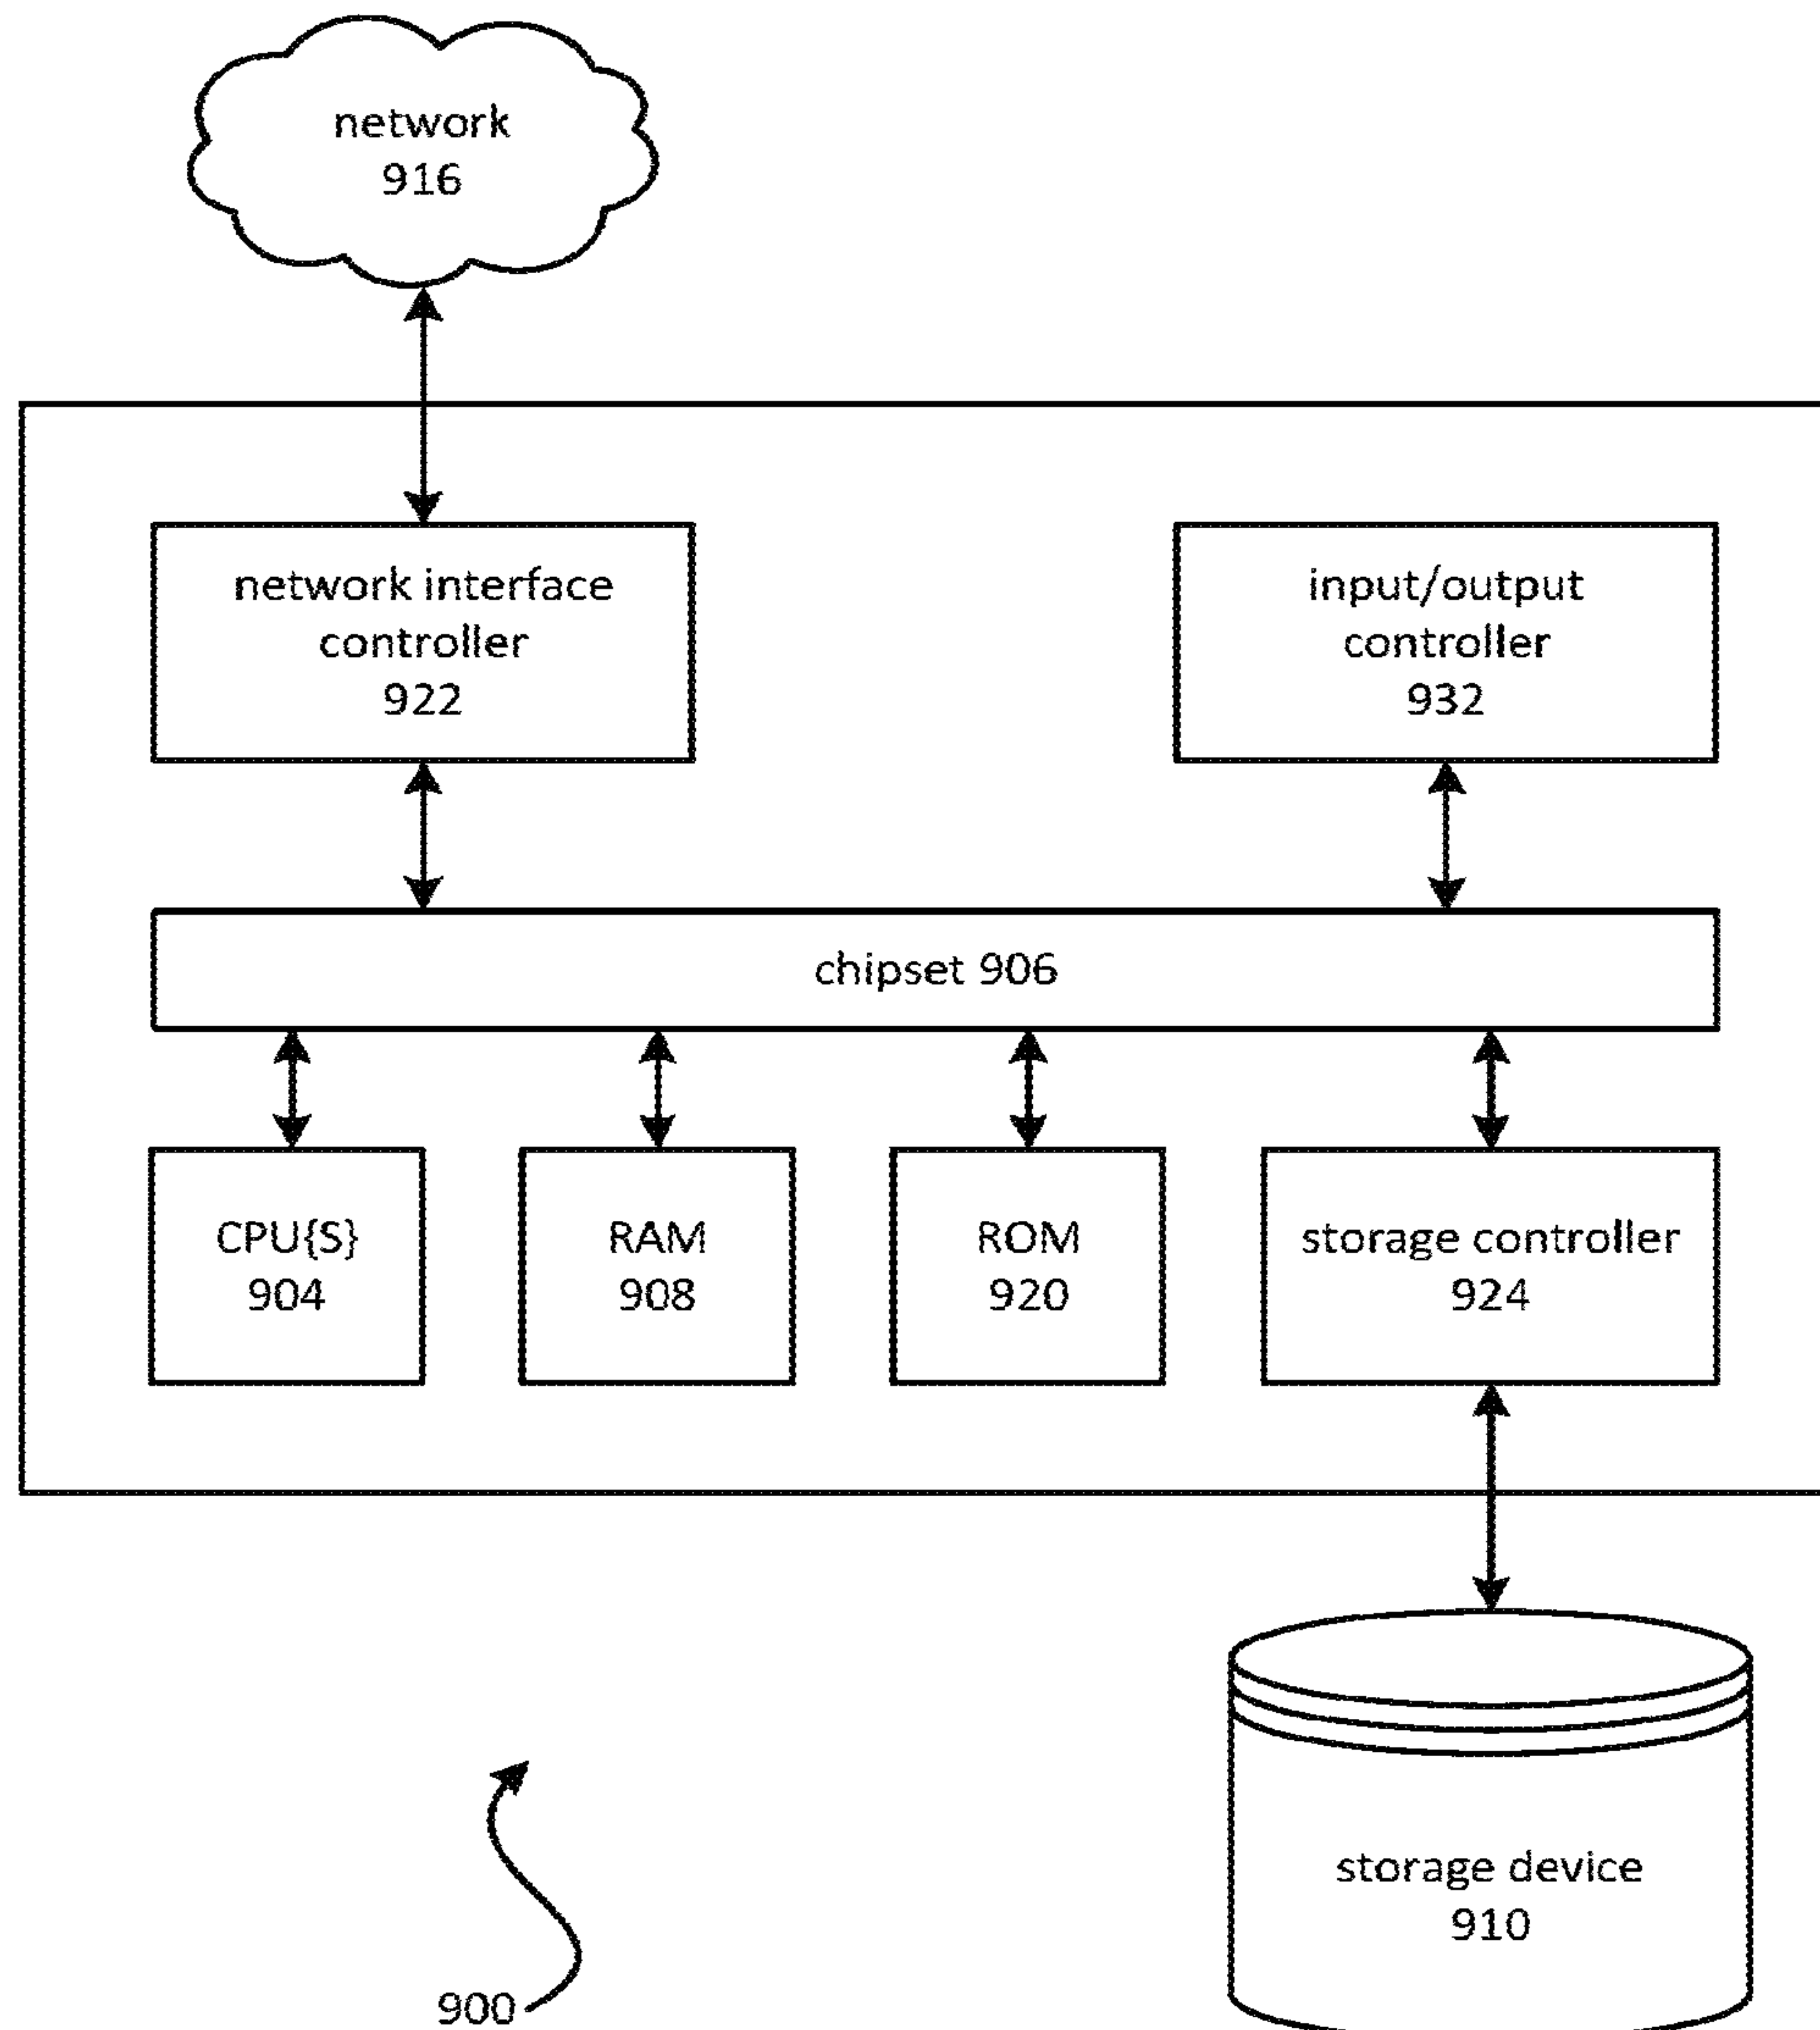 network
916
network interface
controller
922
input/output
controller
932
chipset 906
CPU{S}
904
RAM
908
ROM
920
storage controller
924
storage device
910
900